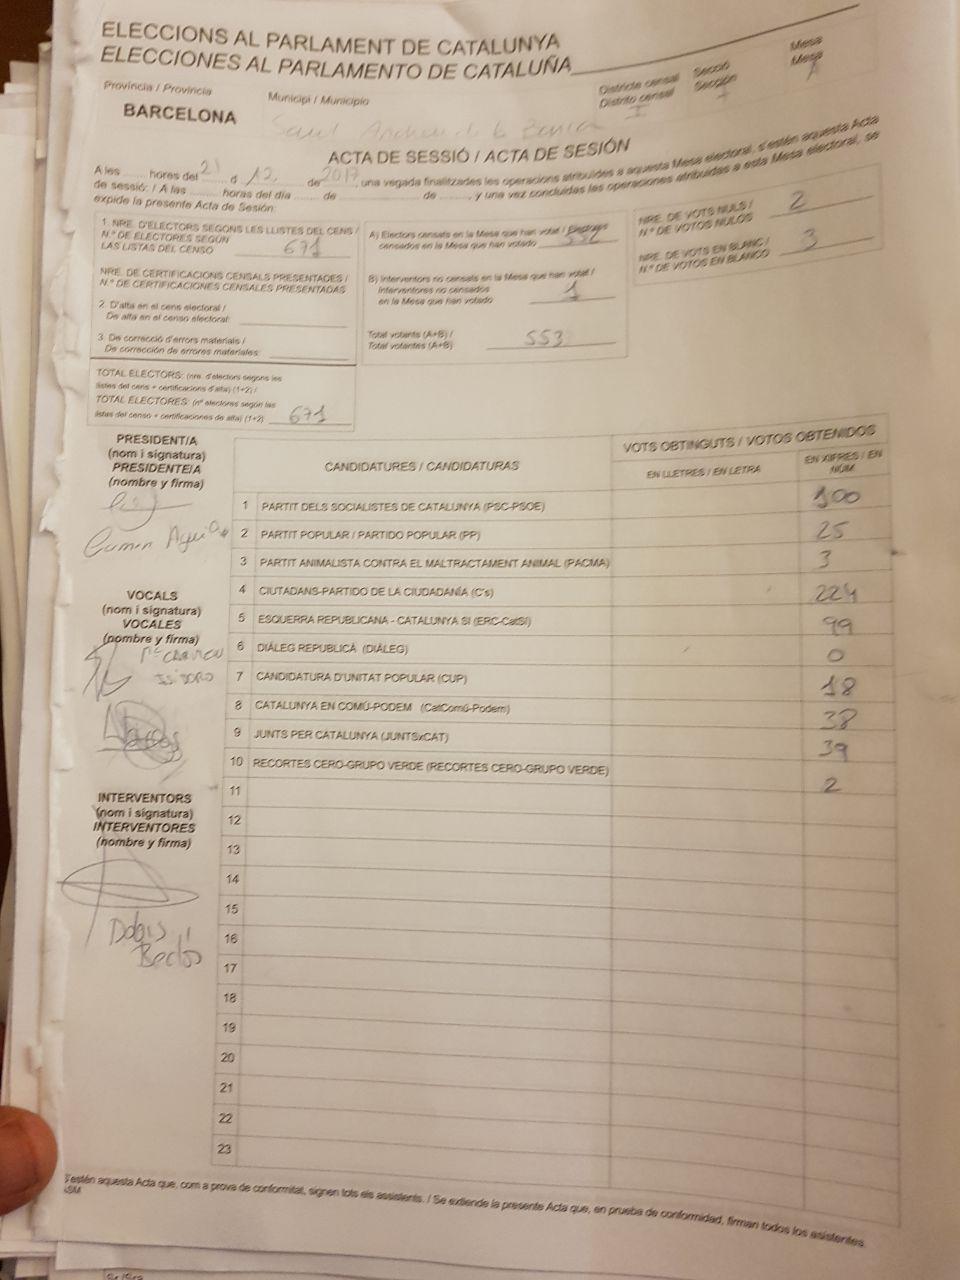 ELECCIONS AL PARLAMENT DE CATALUNYA
ELECCIONES AL PARLAMENTO DE CATALUÑA
Província / Provincia
Municipi / Municipio
Districte censal
Distrito censal
I
Secció
Sección
Mesa
Mesa
A
BARCELONA
Sant Andreu de la Barca
ACTA DE SESSIÓ / ACTA DE SESIÓN
A les ........ hores del 21 d 12 de 2017, una vegada finalitzades les operacions atribuïdes a aquesta Mesa electoral, s'estén aquesta Acta
de sessió: / A las ........ horas del día ........ de ........ de ........, y una vez concluidas las operaciones atribuidas a esta Mesa electoral, se
expide la presente Acta de Sesión:
1. NRE. D'ELECTORS SEGONS LES LLISTES DEL CENS /
N.º DE ELECTORES SEGÚN
LAS LISTAS DEL CENSO 671
NRE. DE CERTIFICACIONS CENSALS PRESENTADES /
N.º DE CERTIFICACIONES CENSALES PRESENTADAS
2. D'alta en el cens electoral /
De alta en el censo electoral:
3. De correcció d'errors materials /
De corrección de errores materiales:
TOTAL ELECTORS: (nre. d'electors segons les
llistes del cens + certificacions d'alta) (1+2) /
TOTAL ELECTORES: (nº electores según las
listas del censo + certificaciones de alta) (1+2) 671
A) Electors censats en la Mesa que han votat / Electores
censados en la Mesa que han votado 552
B) Interventors no censats en la Mesa que han votat /
Interventores no censados
en la Mesa que han votado 1
Total votants (A+B) /
Total votantes (A+B) 553
NRE. DE VOTS NULS /
N.º DE VOTOS NULOS 2
NRE. DE VOTS EN BLANC /
N.º DE VOTOS EN BLANCO 3
PRESIDENT/A
(nom i signatura)
PRESIDENTE/A
(nombre y firma)
Carmen
VOCALS
(nom i signatura)
VOCALES
(nombre y firma)
Mª CARMEN
ISIDORO
INTERVENTORS
(nom i signatura)
INTERVENTORES
(nombre y firma)
CANDIDATURES / CANDIDATURAS
VOTS OBTINGUTS / VOTOS OBTENIDOS
EN LLETRES / EN LETRA
EN XIFRES / EN
NÚM
1 PARTIT DELS SOCIALISTES DE CATALUNYA (PSC-PSOE) 100
2 PARTIT POPULAR / PARTIDO POPULAR (PP) 25
3 PARTIT ANIMALISTA CONTRA EL MALTRACTAMENT ANIMAL (PACMA) 3
4 CIUTADANS-PARTIDO DE LA CIUDADANÍA (C's) 224
5 ESQUERRA REPUBLICANA - CATALUNYA SÍ (ERC-CatSí) 99
6 DIÀLEG REPUBLICÀ (DIÀLEG) 0
7 CANDIDATURA D'UNITAT POPULAR (CUP) 18
8 CATALUNYA EN COMÚ-PODEM (CatComú-Podem) 38
9 JUNTS PER CATALUNYA (JUNTSxCAT) 39
10 RECORTES CERO-GRUPO VERDE (RECORTES CERO-GRUPO VERDE) 2
11
12
13
14
15
16
17
18
19
20
21
22
23
S'estén aquesta Acta que, com a prova de conformitat, signen tots els assistents. / Se extiende la presente Acta que, en prueba de conformidad, firman todos los asistentes.